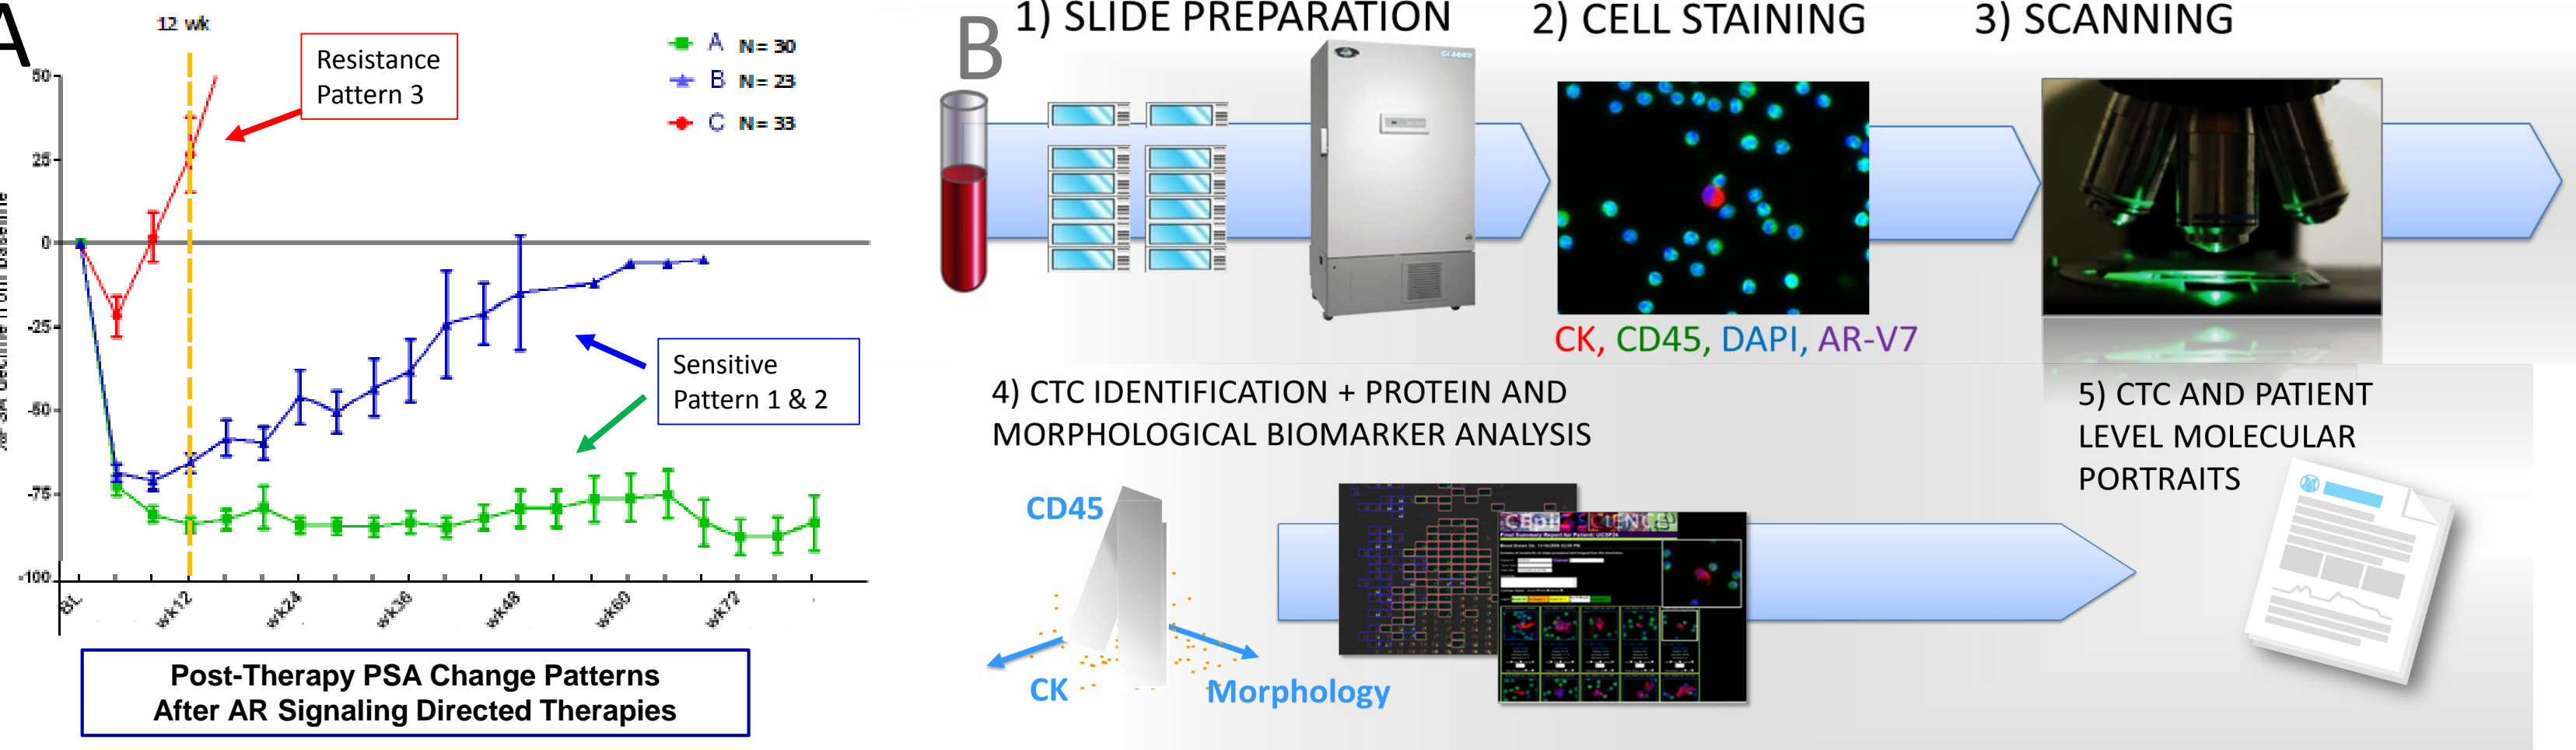 A
12 wk
Resistance
Pattern 3
A N= 30
B N= 23
C N= 33
50
25
0
-25
-50
-75
-100
Sensitive
Pattern 1 & 2
BL
wk12
wk24
wk36
wk48
wk60
wk72
Post-Therapy PSA Change Patterns
After AR Signaling Directed Therapies
B
1) SLIDE PREPARATION
2) CELL STAINING
3) SCANNING
CK, CD45, DAPI, AR-V7
4) CTC IDENTIFICATION + PROTEIN AND
MORPHOLOGICAL BIOMARKER ANALYSIS
CD45
CK
Morphology
5) CTC AND PATIENT
LEVEL MOLECULAR
PORTRAITS